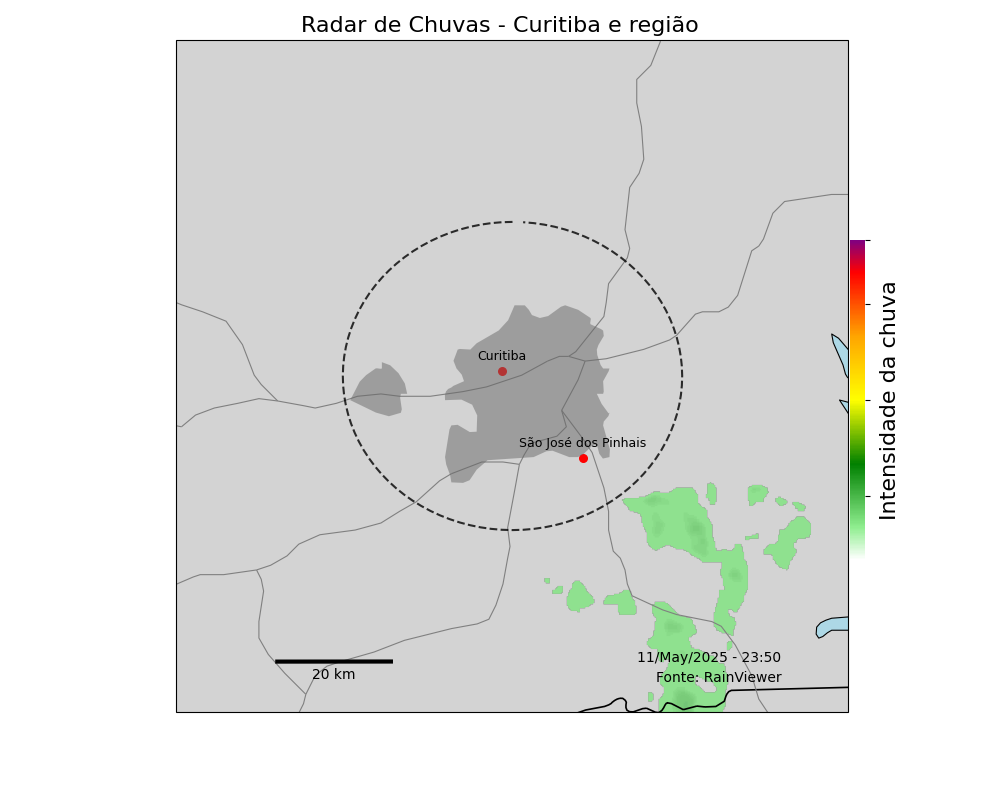 Radar de Chuvas - Curitiba e região
Curitiba
São José dos Pinhais
Intensidade da chuva
11/May/2025 - 23:50
Fonte: RainViewer
20 km